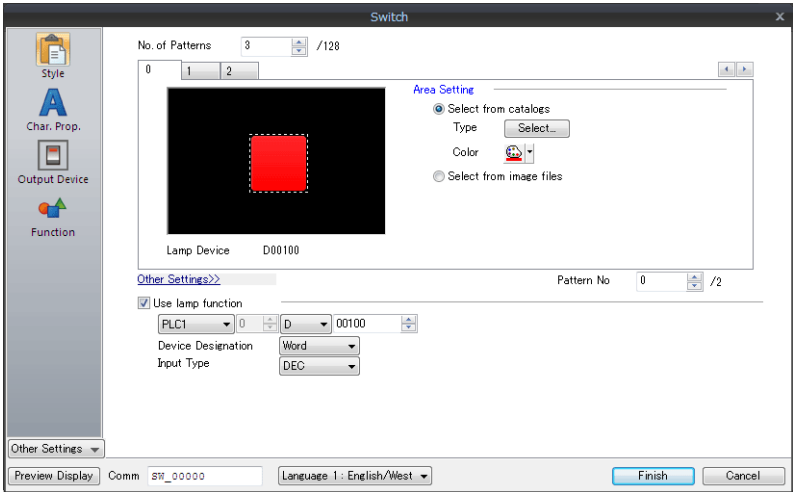 Switch
x
Style
Char. Prop.
Output Device
Function
Other Settings
No. of Patterns 3 /128
0 1 2
Lamp Device D00100
Area Setting
Select from catalogs
Type Select...
Color
Select from image files
Other Settings>>
Pattern No 0 /2
Use lamp function
PLC1 0 D 00100
Device Designation Word
Input Type DEC
Preview Display Comm SW_00000 Language 1 : English/West Finish Cancel